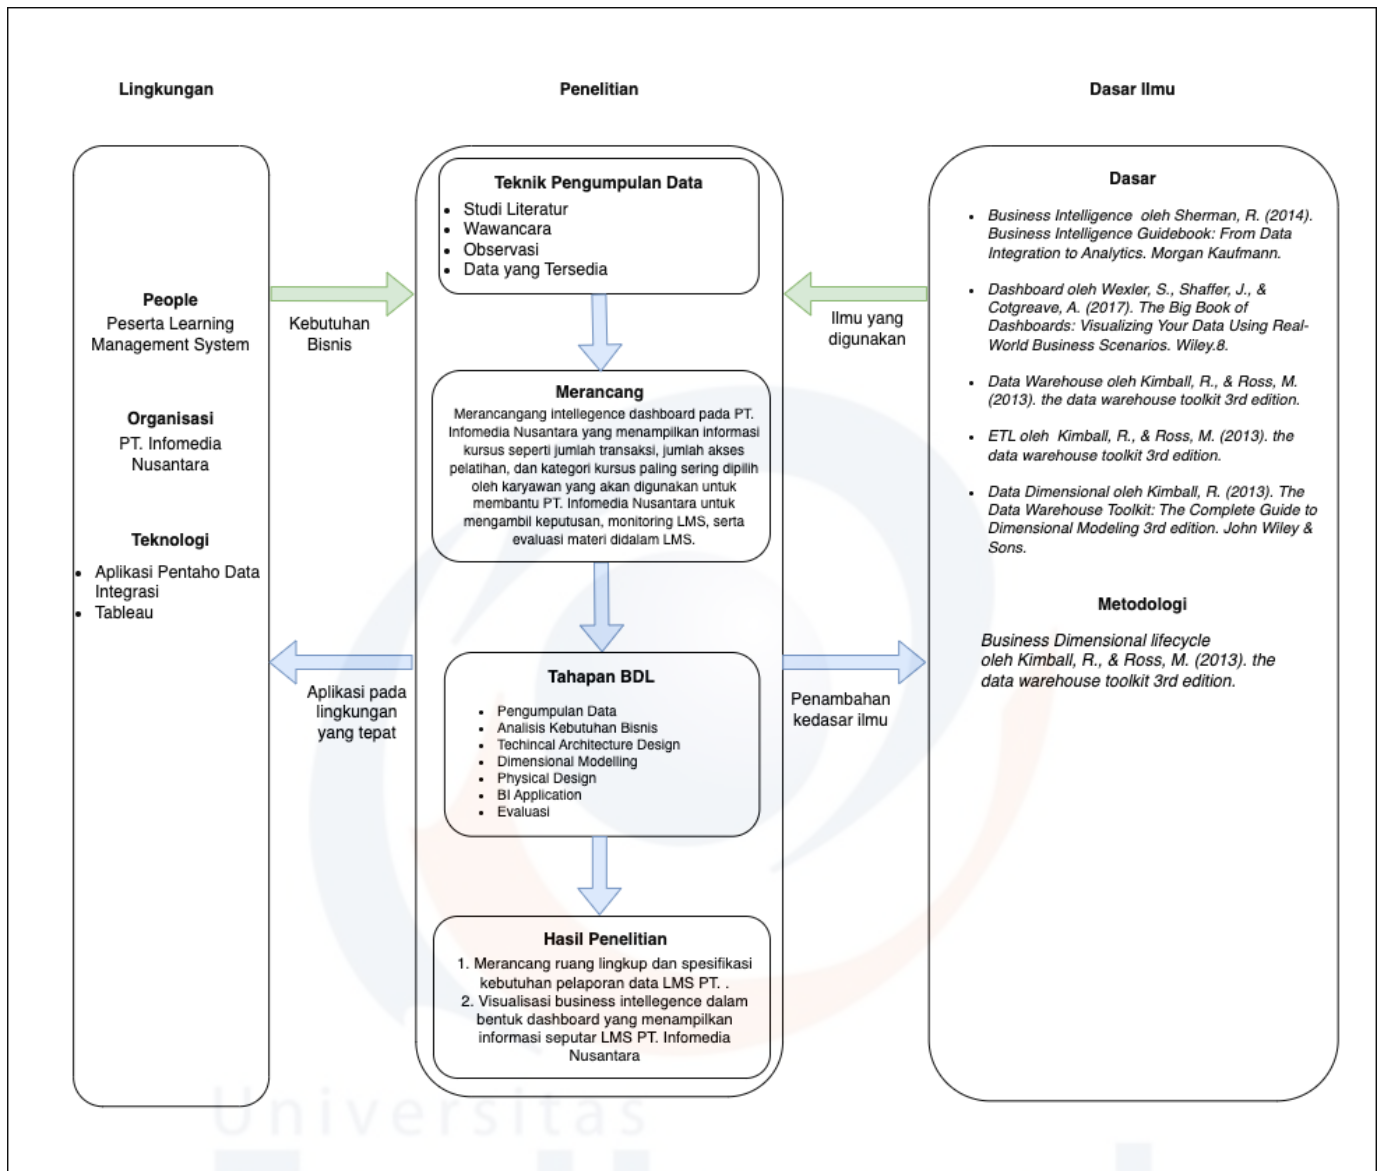 Lingkungan
Penelitian
Dasar Ilmu
People
Peserta Learning
Management System
Organisasi
PT. Infomedia
Nusantara
Teknologi
• Aplikasi Pentaho Data
Integrasi
• Tableau
Kebutuhan
Bisnis
Aplikasi pada
lingkungan
yang tepat
Teknik Pengumpulan Data
• Studi Literatur
• Wawancara
• Observasi
• Data yang Tersedia
Merancang
Merancangang intellegence dashboard pada PT.
Infomedia Nusantara yang menampilkan informasi
kursus seperti jumlah transaksi, jumlah akses
pelatihan, dan kategori kursus paling sering dipilih
oleh karyawan yang akan digunakan untuk
membantu PT. Infomedia Nusantara untuk
mengambil keputusan, monitoring LMS, serta
evaluasi materi didalam LMS.
Tahapan BDL
• Pengumpulan Data
• Analisis Kebutuhan Bisnis
• Techincal Architecture Design
• Dimensional Modelling
• Physical Design
• BI Application
• Evaluasi
Hasil Penelitian
1. Merancang ruang lingkup dan spesifikasi
kebutuhan pelaporan data LMS PT. .
2. Visualisasi business intellegence dalam
bentuk dashboard yang menampilkan
informasi seputar LMS PT. Infomedia
Nusantara
Ilmu yang
digunakan
Penambahan
kedasar ilmu
Dasar
• Business Intelligence oleh Sherman, R. (2014).
Business Intelligence Guidebook: From Data
Integration to Analytics. Morgan Kaufmann.
• Dashboard oleh Wexler, S., Shaffer, J., &
Cotgreave, A. (2017). The Big Book of
Dashboards: Visualizing Your Data Using Real-
World Business Scenarios. Wiley.8.
• Data Warehouse oleh Kimball, R., & Ross, M.
(2013). the data warehouse toolkit 3rd edition.
• ETL oleh Kimball, R., & Ross, M. (2013). the
data warehouse toolkit 3rd edition.
• Data Dimensional oleh Kimball, R. (2013). The
Data Warehouse Toolkit: The Complete Guide to
Dimensional Modeling 3rd edition. John Wiley &
Sons.
Metodologi
Business Dimensional lifecycle
oleh Kimball, R., & Ross, M. (2013). the
data warehouse toolkit 3rd edition.
Universitas